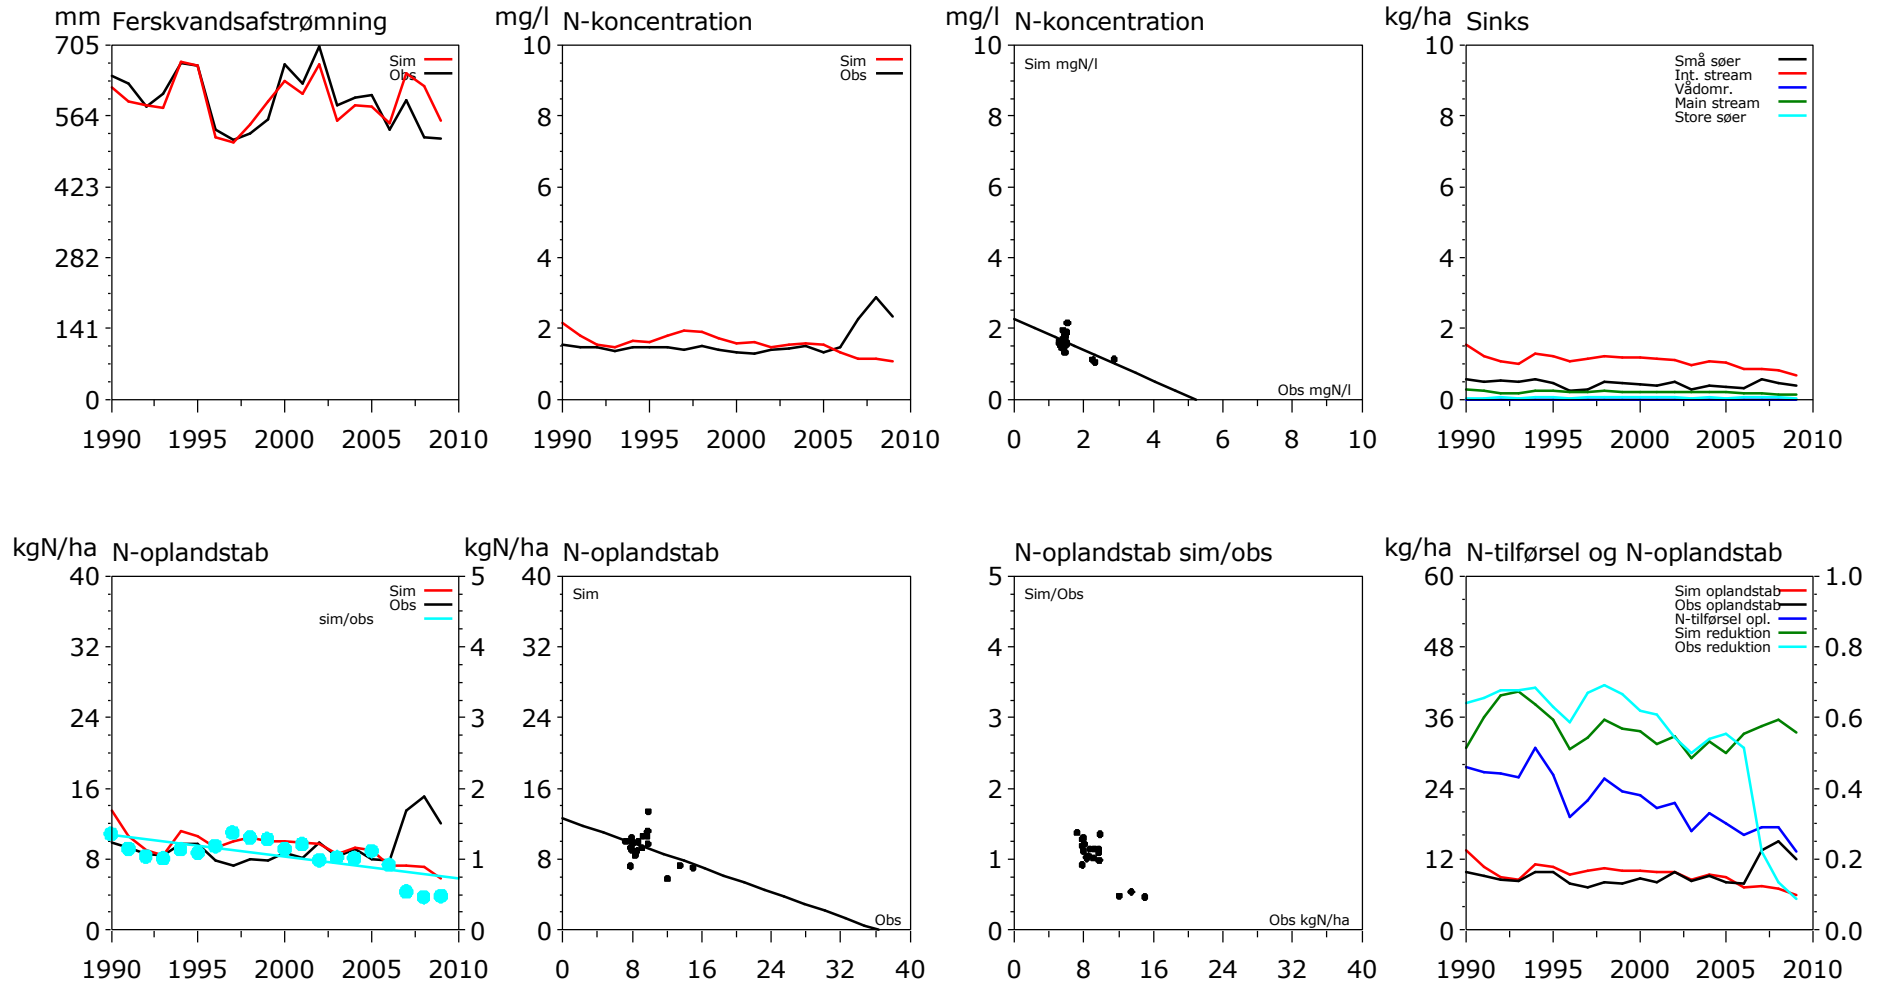 mm Ferskvandsafstrømning
705
564
423
282
141
0
Sim
Obs
1990 1995 2000 2005 2010
mg/l N-koncentration
10
8
6
4
2
0
Sim
Obs
1990 1995 2000 2005 2010
mg/l N-koncentration
10
8
6
4
2
0
Sim mgN/l
Obs mgN/l
0 2 4 6 8 10
kg/ha Sinks
10
8
6
4
2
0
Små søer
Int. stream
Vådomr.
Main stream
Store søer
1990 1995 2000 2005 2010
kgN/ha N-oplandstab
40
32
24
16
8
0
Sim
Obs
sim/obs
5
4
3
2
1
0
1990 1995 2000 2005 2010
kgN/ha N-oplandstab
40
32
24
16
8
0
Sim
Obs
0 8 16 24 32 40
N-oplandstab sim/obs
5
4
3
2
1
0
Sim/Obs
Obs kgN/ha
0 8 16 24 32 40
kg/ha N-tilførsel og N-oplandstab
60
48
36
24
12
0
Sim oplandstab
Obs oplandstab
N-tilførsel opl.
Sim reduktion
Obs reduktion
1.0
0.8
0.6
0.4
0.2
0.0
1990 1995 2000 2005 2010